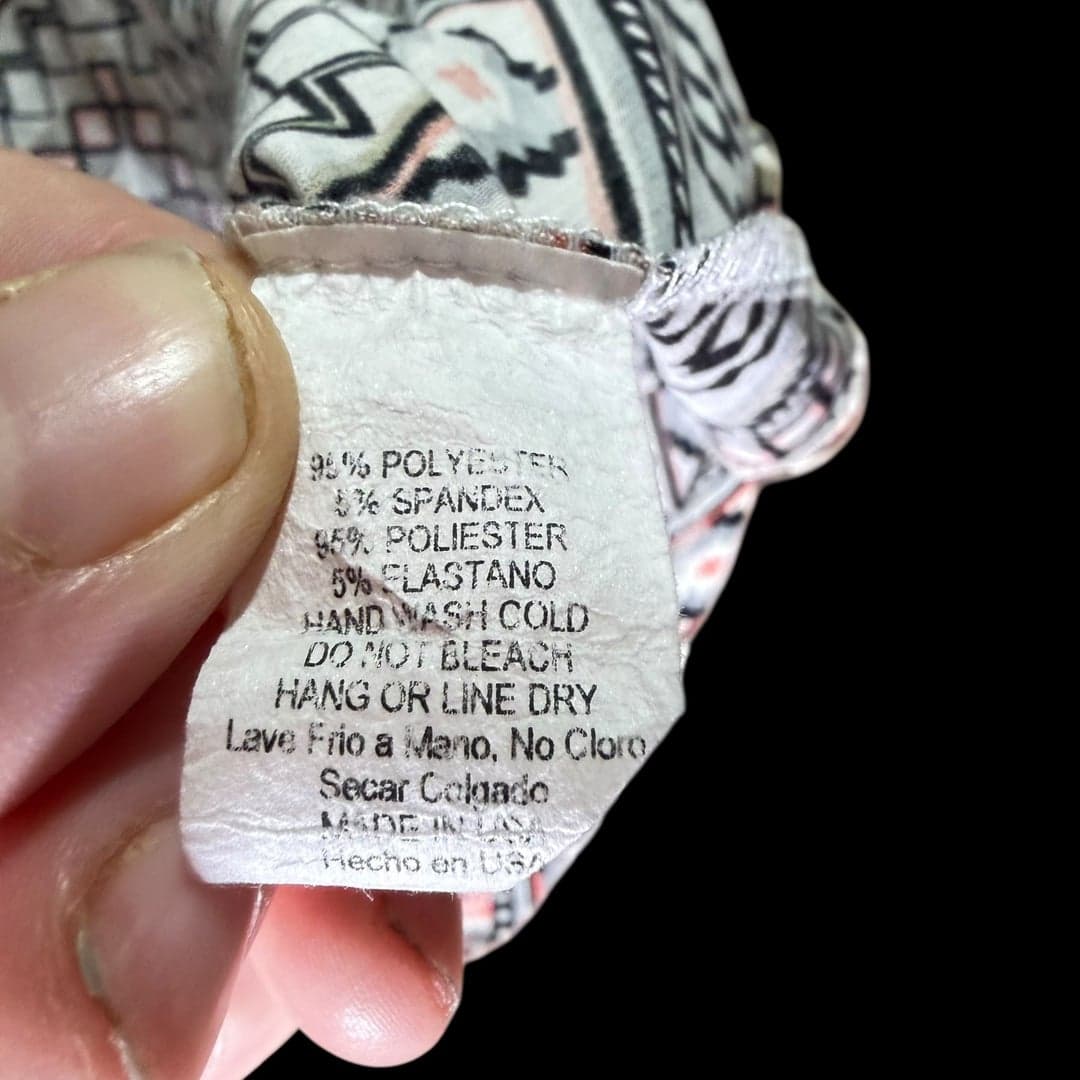 95% POLYESTER
5% SPANDEX
95% POLIESTER
5% ELASTANO
HAND WASH COLD
DO NOT BLEACH
HANG OR LINE DRY
Lave Frio a Mano, No Cloro
Secar Colgado
MADE IN USA
Hecho en USA